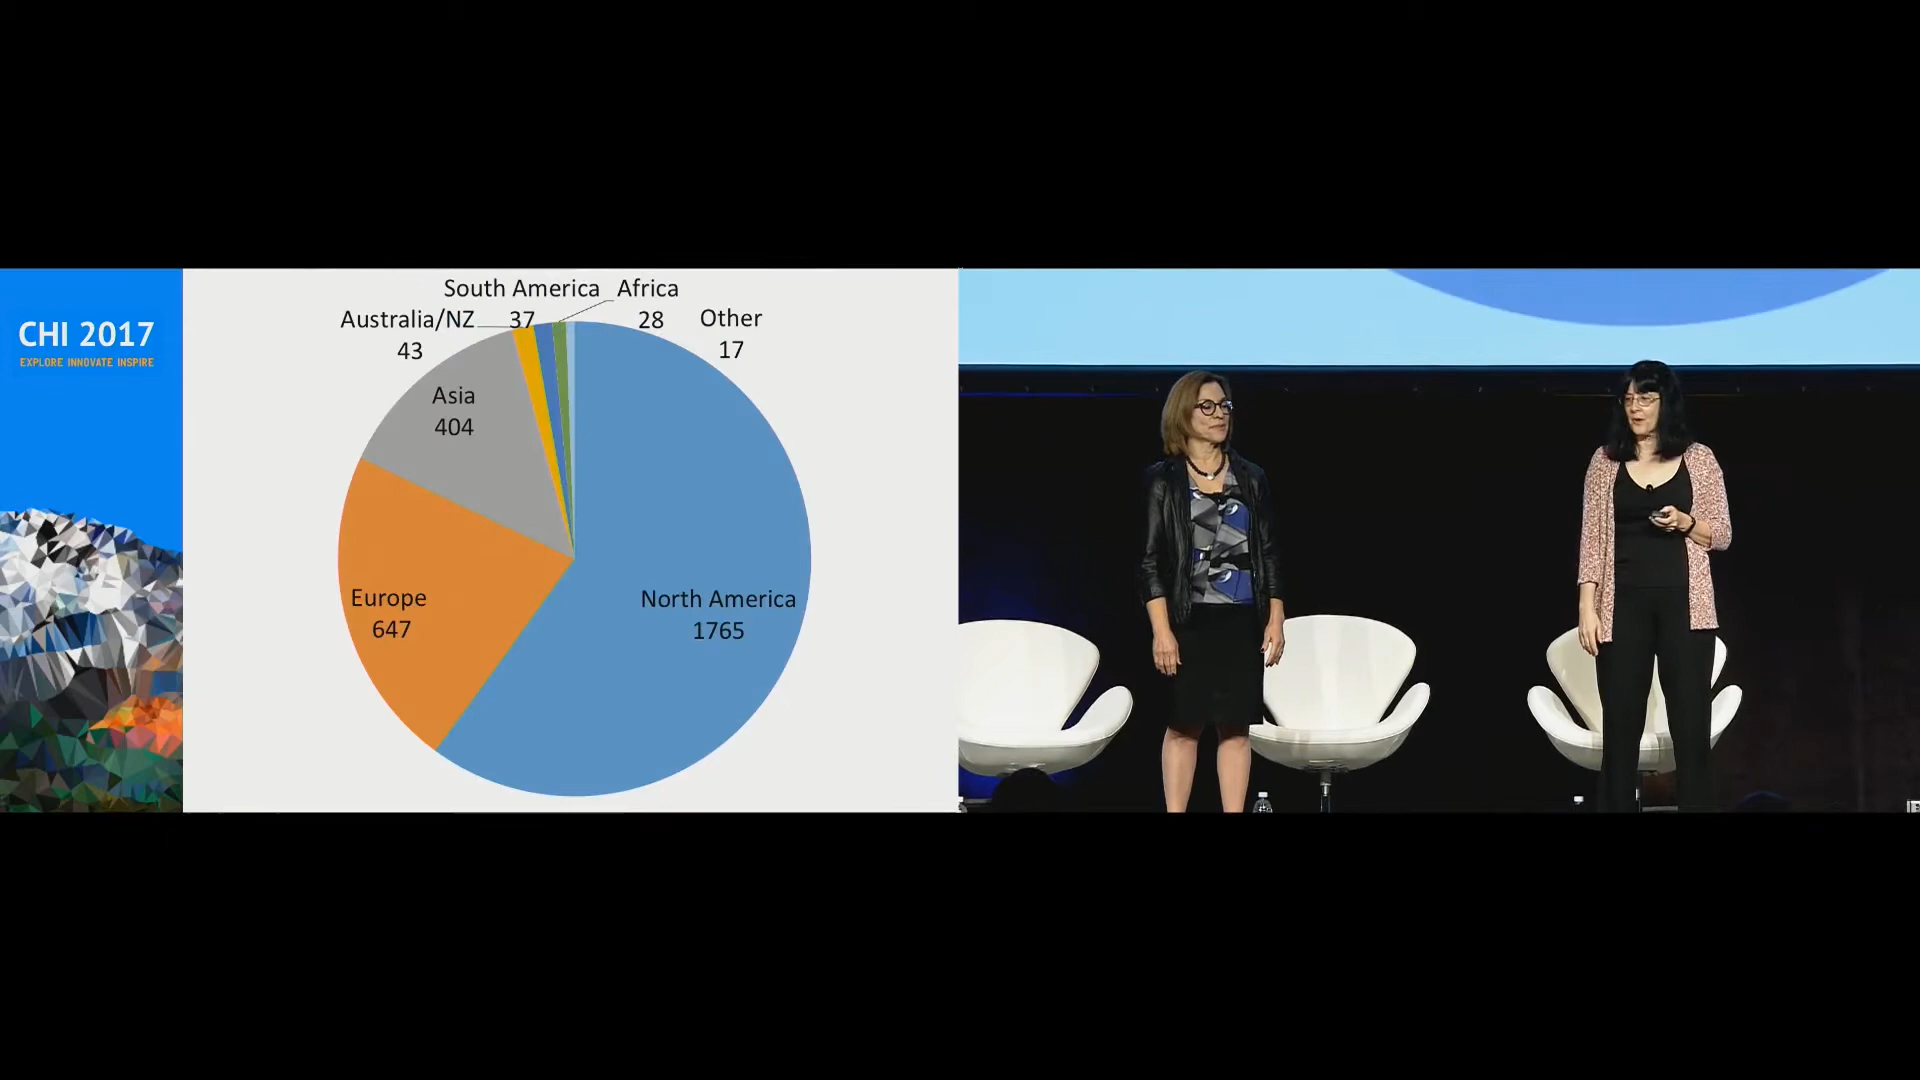 CHI 2017
EXPLORE INNOVATE INSPIRE
South America
37
Africa
28
Australia/NZ
43
Other
17
Asia
404
Europe
647
North America
1765